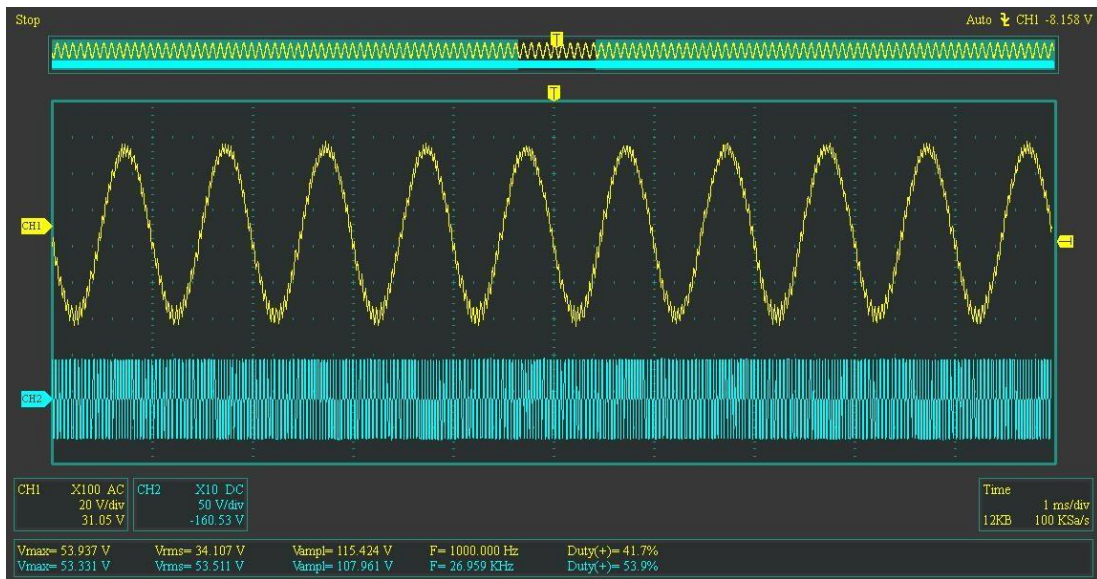 Stop
Auto CH1 -8.158 V
T
T
CH1
CH2
CH1 X100 AC
20 V/div
31.05 V
CH2 X10 DC
50 V/div
-160.53 V
Time
1 ms/div
12KB 100 KSa/s
Vmax= 53.937 V Vrms= 34.107 V Vampl= 115.424 V F= 1000.000 Hz Duty(+)= 41.7%
Vmax= 53.331 V Vrms= 53.511 V Vampl= 107.961 V F= 26.959 KHz Duty(+)= 53.9%